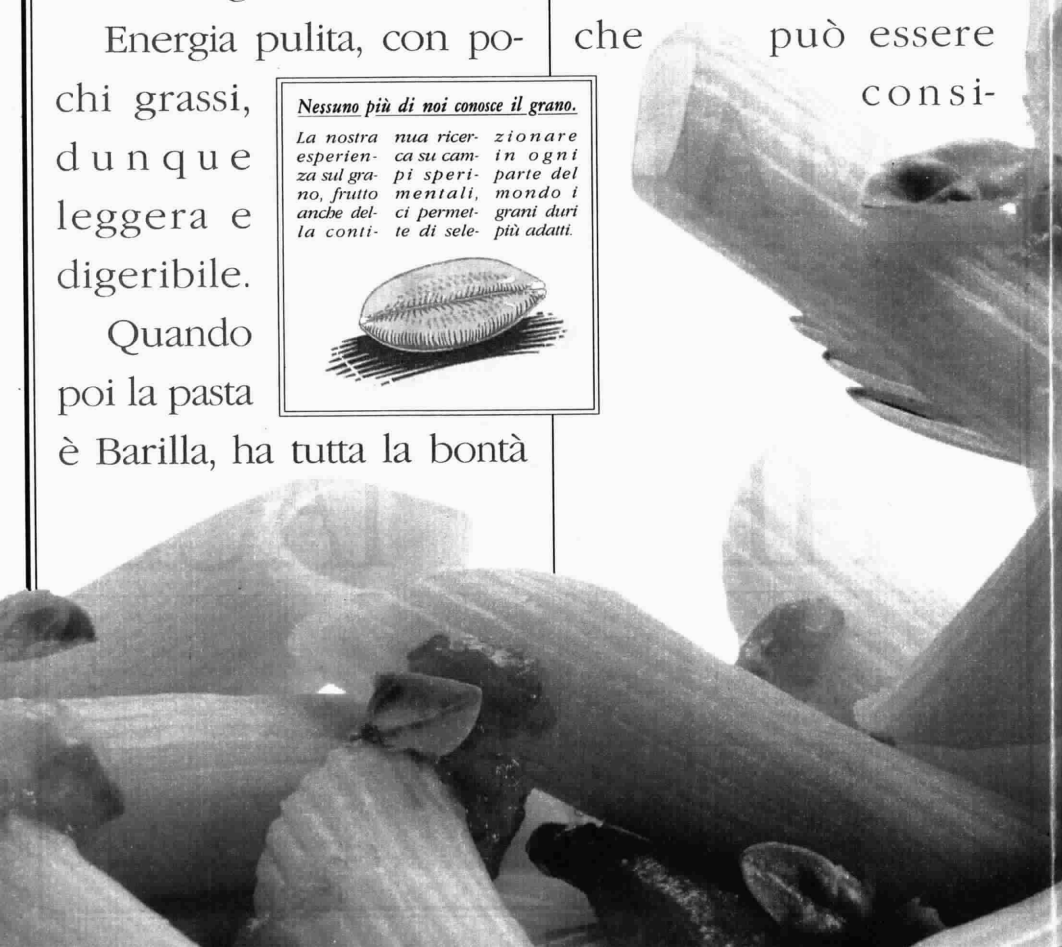 Energia pulita, con po-
chi grassi,
dunque
leggera e
digeribile.
Quando
poi la pasta
è Barilla, ha tutta la bontà
Nessuno più di noi conosce il grano.
La nostra
esperien-
za sul gra-
no, frutto
anche del-
la conti-
nua ricer-
ca su cam-
pi speri-
mentali,
ci permet-
te di sele-
zionare
in ogni
parte del
mondo i
grani duri
più adatti.
che può essere
consi-